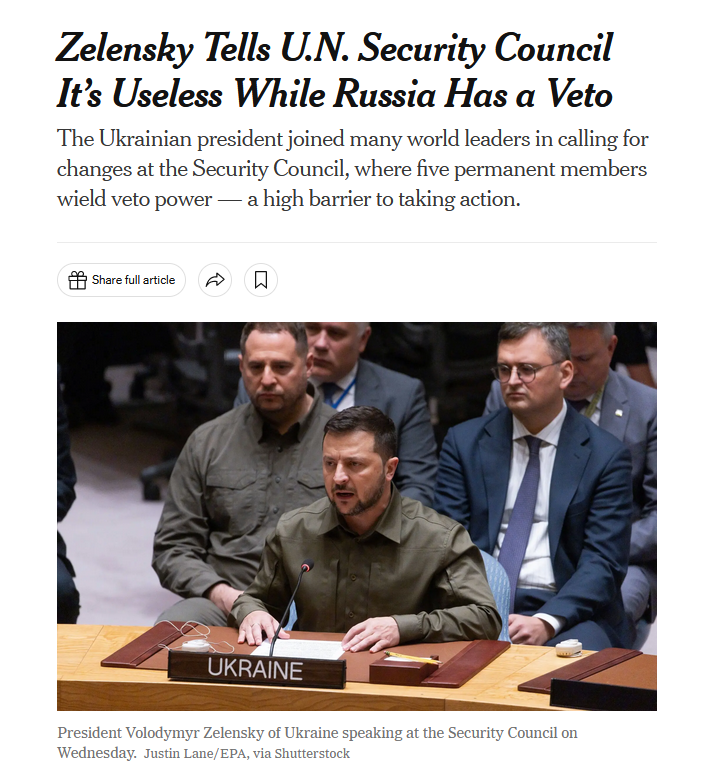 Zelensky Tells U.N. Security Council
It’s Useless While Russia Has a Veto
The Ukrainian president joined many world leaders in calling for
changes at the Security Council, where five permanent members
wield veto power — a high barrier to taking action.
Share full article
UKRAINE
President Volodymyr Zelensky of Ukraine speaking at the Security Council on
Wednesday. Justin Lane/EPA, via Shutterstock